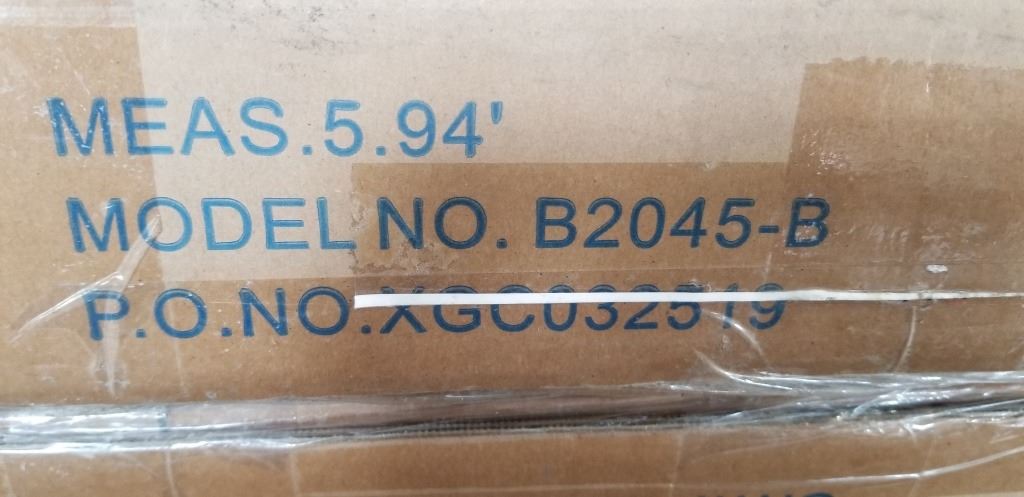 MEAS.5.94'
MODEL NO. B2045-B
P.O.NO.XGC032519